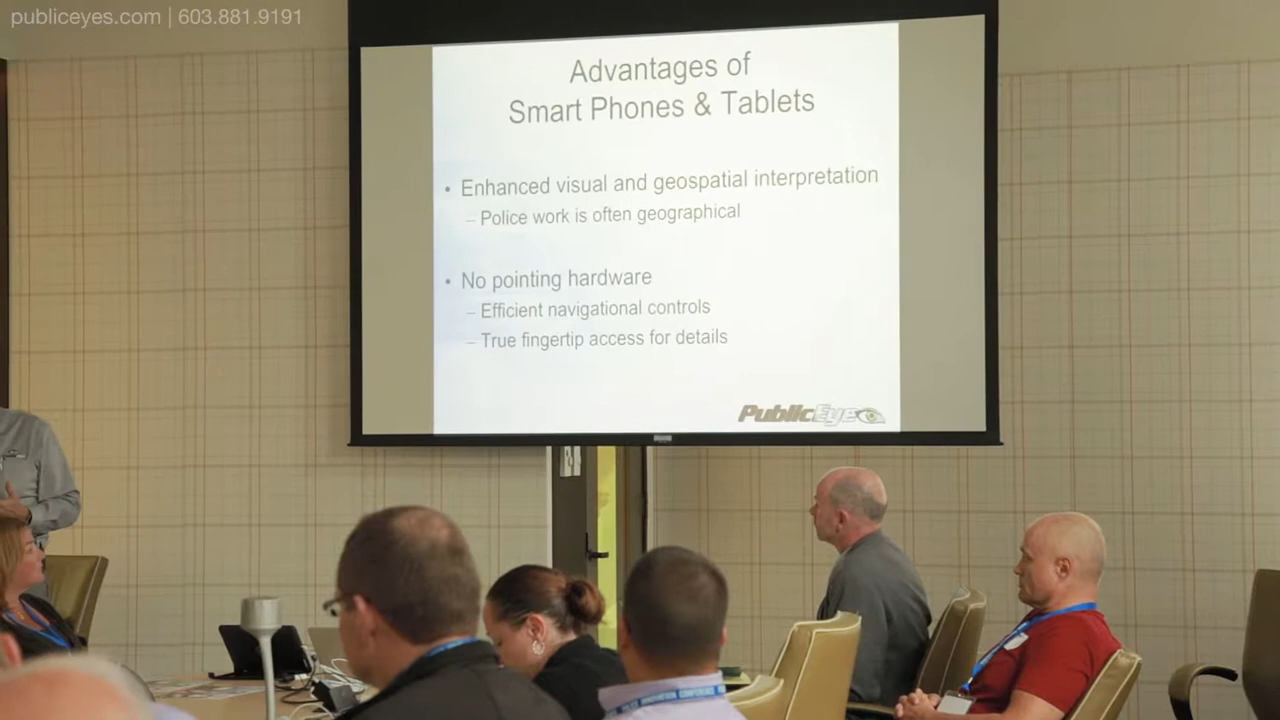 publiceyes.com | 603.881.9191
Advantages of
Smart Phones & Tablets
• Enhanced visual and geospatial interpretation
– Police work is often geographical
• No pointing hardware
– Efficient navigational controls
– True fingertip access for details
PublicEye